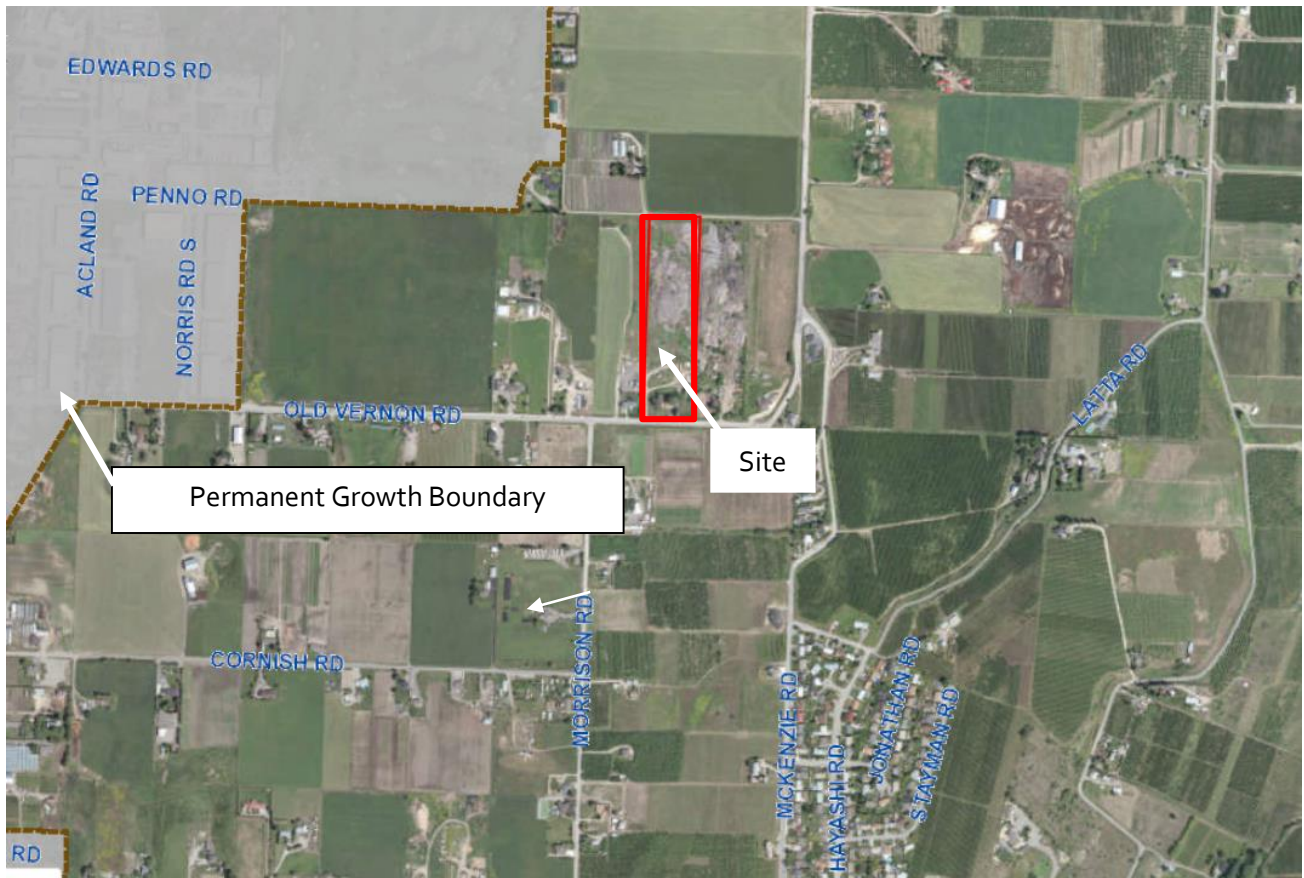 EDWARDS RD
ACLAND RD
PENNO RD
NORRIS RD S
OLD VERNON RD
LATTA RD
Site
Permanent Growth Boundary
CORNISH RD
MORRISON RD
MCKENZIE RD
HAYASHI RD
JONATHAN RD
STAYMAN RD
RD